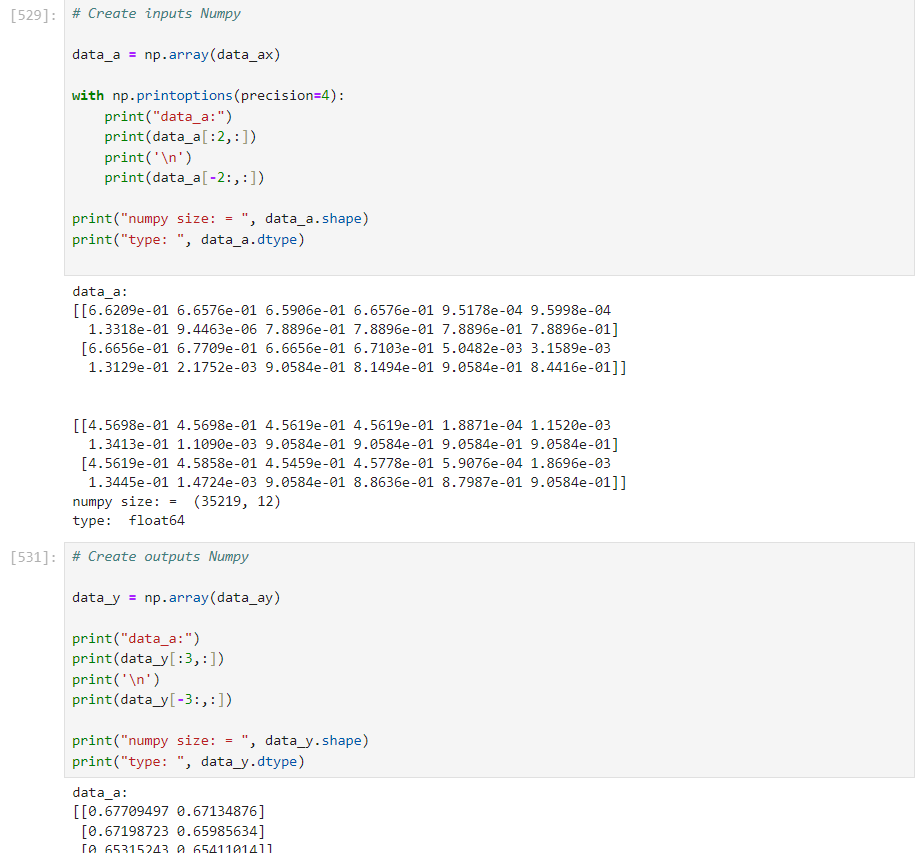 [529]:
# Create inputs Numpy
data_a = np.array(data_ax)
with np.printoptions(precision=4):
    print("data_a:")
    print(data_a[:2,:])
    print('\n')
    print(data_a[-2:,:])
print("numpy size: = ", data_a.shape)
print("type: ", data_a.dtype)
data_a:
[[6.6209e-01 6.6576e-01 6.5906e-01 6.6576e-01 9.5178e-04 9.5998e-04
  1.3318e-01 9.4463e-06 7.8896e-01 7.8896e-01 7.8896e-01 7.8896e-01]
 [6.6656e-01 6.7709e-01 6.6656e-01 6.7103e-01 5.0482e-03 3.1589e-03
  1.3129e-01 2.1752e-03 9.0584e-01 8.1494e-01 9.0584e-01 8.4416e-01]]
[[4.5698e-01 4.5698e-01 4.5619e-01 4.5619e-01 1.8871e-04 1.1520e-03
  1.3413e-01 1.1090e-03 9.0584e-01 9.0584e-01 9.0584e-01 9.0584e-01]
 [4.5619e-01 4.5858e-01 4.5459e-01 4.5778e-01 5.9076e-04 1.8696e-03
  1.3445e-01 1.4724e-03 9.0584e-01 8.8636e-01 8.7987e-01 9.0584e-01]]
numpy size: =  (35219, 12)
type:  float64
[531]:
# Create outputs Numpy
data_y = np.array(data_ay)
print("data_a:")
print(data_y[:3,:])
print('\n')
print(data_y[-3:,:])
print("numpy size: = ", data_y.shape)
print("type: ", data_y.dtype)
data_a:
[[0.67709497 0.67134876]
 [0.67198723 0.65985634]
 [0.65315243 0.65411014]]